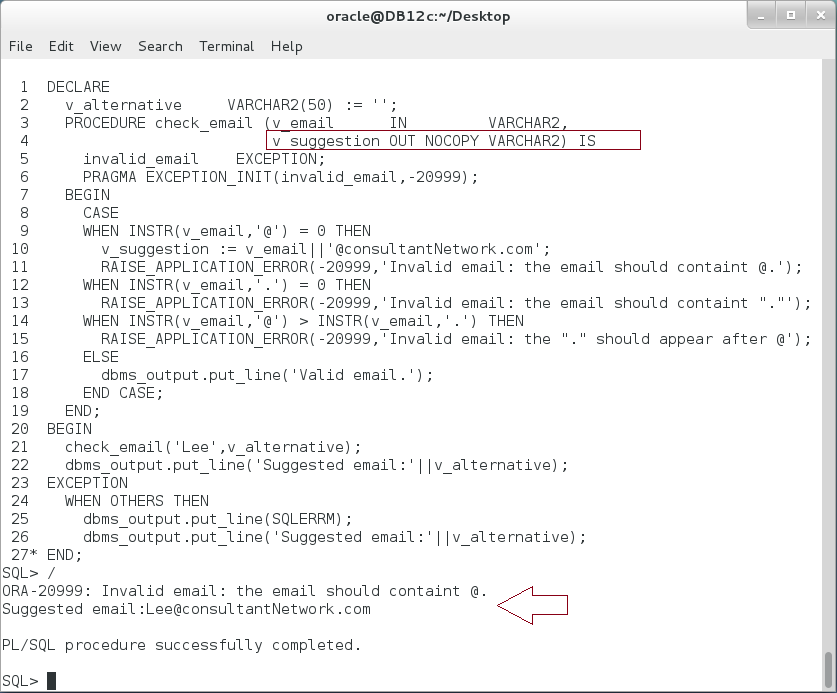 oracle@DB12c:~/Desktop
File Edit View Search Terminal Help
1 DECLARE
2 v_alternative VARCHAR2(50) := '';
3 PROCEDURE check_email (v_email IN VARCHAR2,
4 v_suggestion OUT NOCOPY VARCHAR2) IS
5 invalid_email EXCEPTION;
6 PRAGMA EXCEPTION_INIT(invalid_email,-20999);
7 BEGIN
8 CASE
9 WHEN INSTR(v_email,'@') = 0 THEN
10 v_suggestion := v_email||'@consultantNetwork.com';
11 RAISE_APPLICATION_ERROR(-20999,'Invalid email: the email should containt @.');
12 WHEN INSTR(v_email,'.') = 0 THEN
13 RAISE_APPLICATION_ERROR(-20999,'Invalid email: the email should containt "."');
14 WHEN INSTR(v_email,'@') > INSTR(v_email,'.') THEN
15 RAISE_APPLICATION_ERROR(-20999,'Invalid email: the "." should appear after @');
16 ELSE
17 dbms_output.put_line('Valid email.');
18 END CASE;
19 END;
20 BEGIN
21 check_email('Lee',v_alternative);
22 dbms_output.put_line('Suggested email:'||v_alternative);
23 EXCEPTION
24 WHEN OTHERS THEN
25 dbms_output.put_line(SQLERRM);
26 dbms_output.put_line('Suggested email:'||v_alternative);
27* END;
SQL> /
ORA-20999: Invalid email: the email should containt @.
Suggested email:Lee@consultantNetwork.com
PL/SQL procedure successfully completed.
SQL>